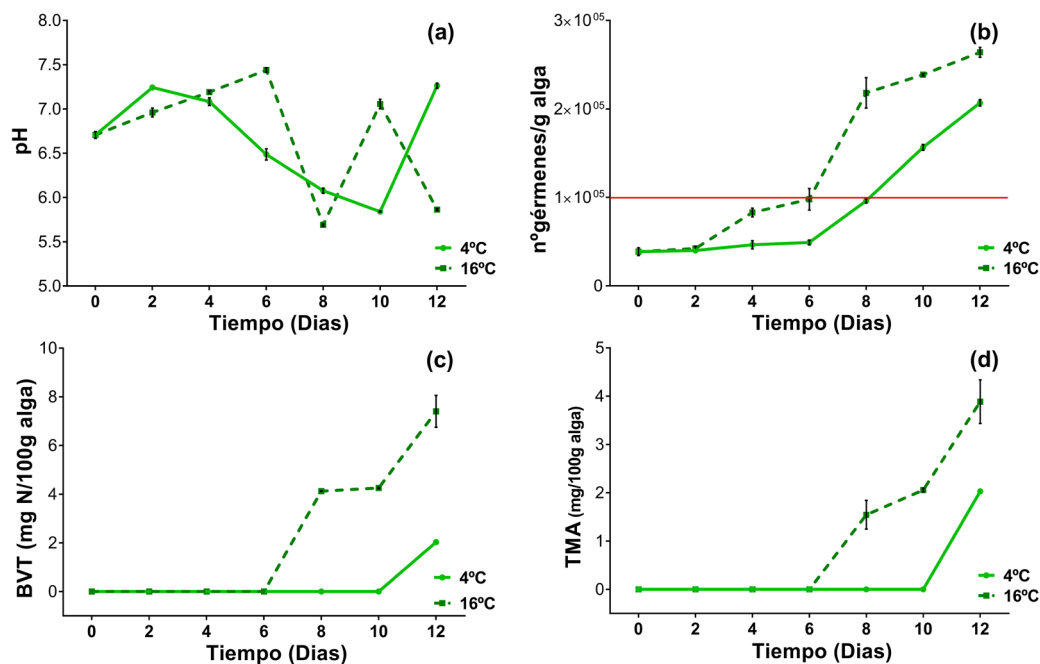 (a)
8.0
7.5
7.0
6.5
6.0
5.5
5.0
pH
0 2 4 6 8 10 12
Tiempo (Dias)
4ºC
16ºC
(b)
3×10⁰⁵
2×10⁰⁵
1×10⁰⁵
0
nºgérmenes/g alga
0 2 4 6 8 10 12
Tiempo (Dias)
4ºC
16ºC
(c)
10
8
6
4
2
0
BVT (mg N/100g alga)
0 2 4 6 8 10 12
Tiempo (Dias)
4ºC
16ºC
(d)
5
4
3
2
1
0
TMA (mg/100g alga)
0 2 4 6 8 10 12
Tiempo (Dias)
4ºC
16ºC